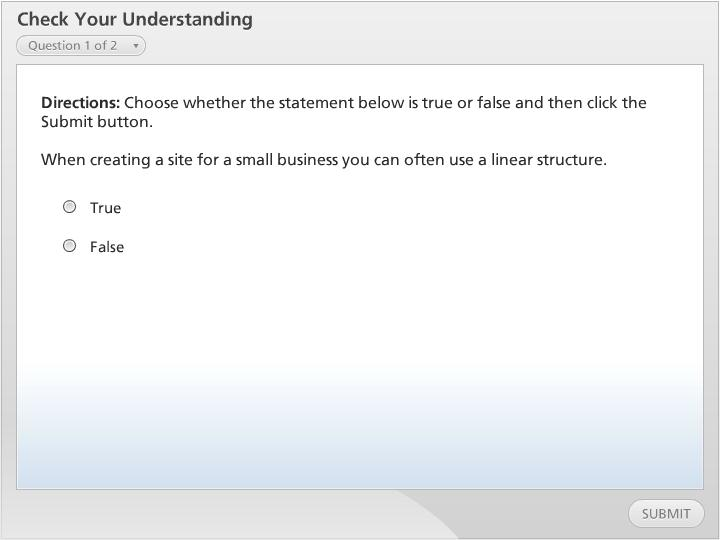 Check Your Understanding
Question 1 of 2
Directions: Choose whether the statement below is true or false and then click the
Submit button.
When creating a site for a small business you can often use a linear structure.
True
False
SUBMIT